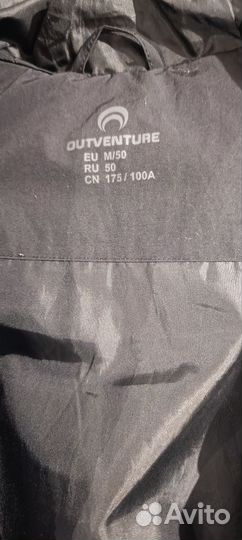 OUTVENTURE
EU M/50
RU 50
CN 175/100A
Avito